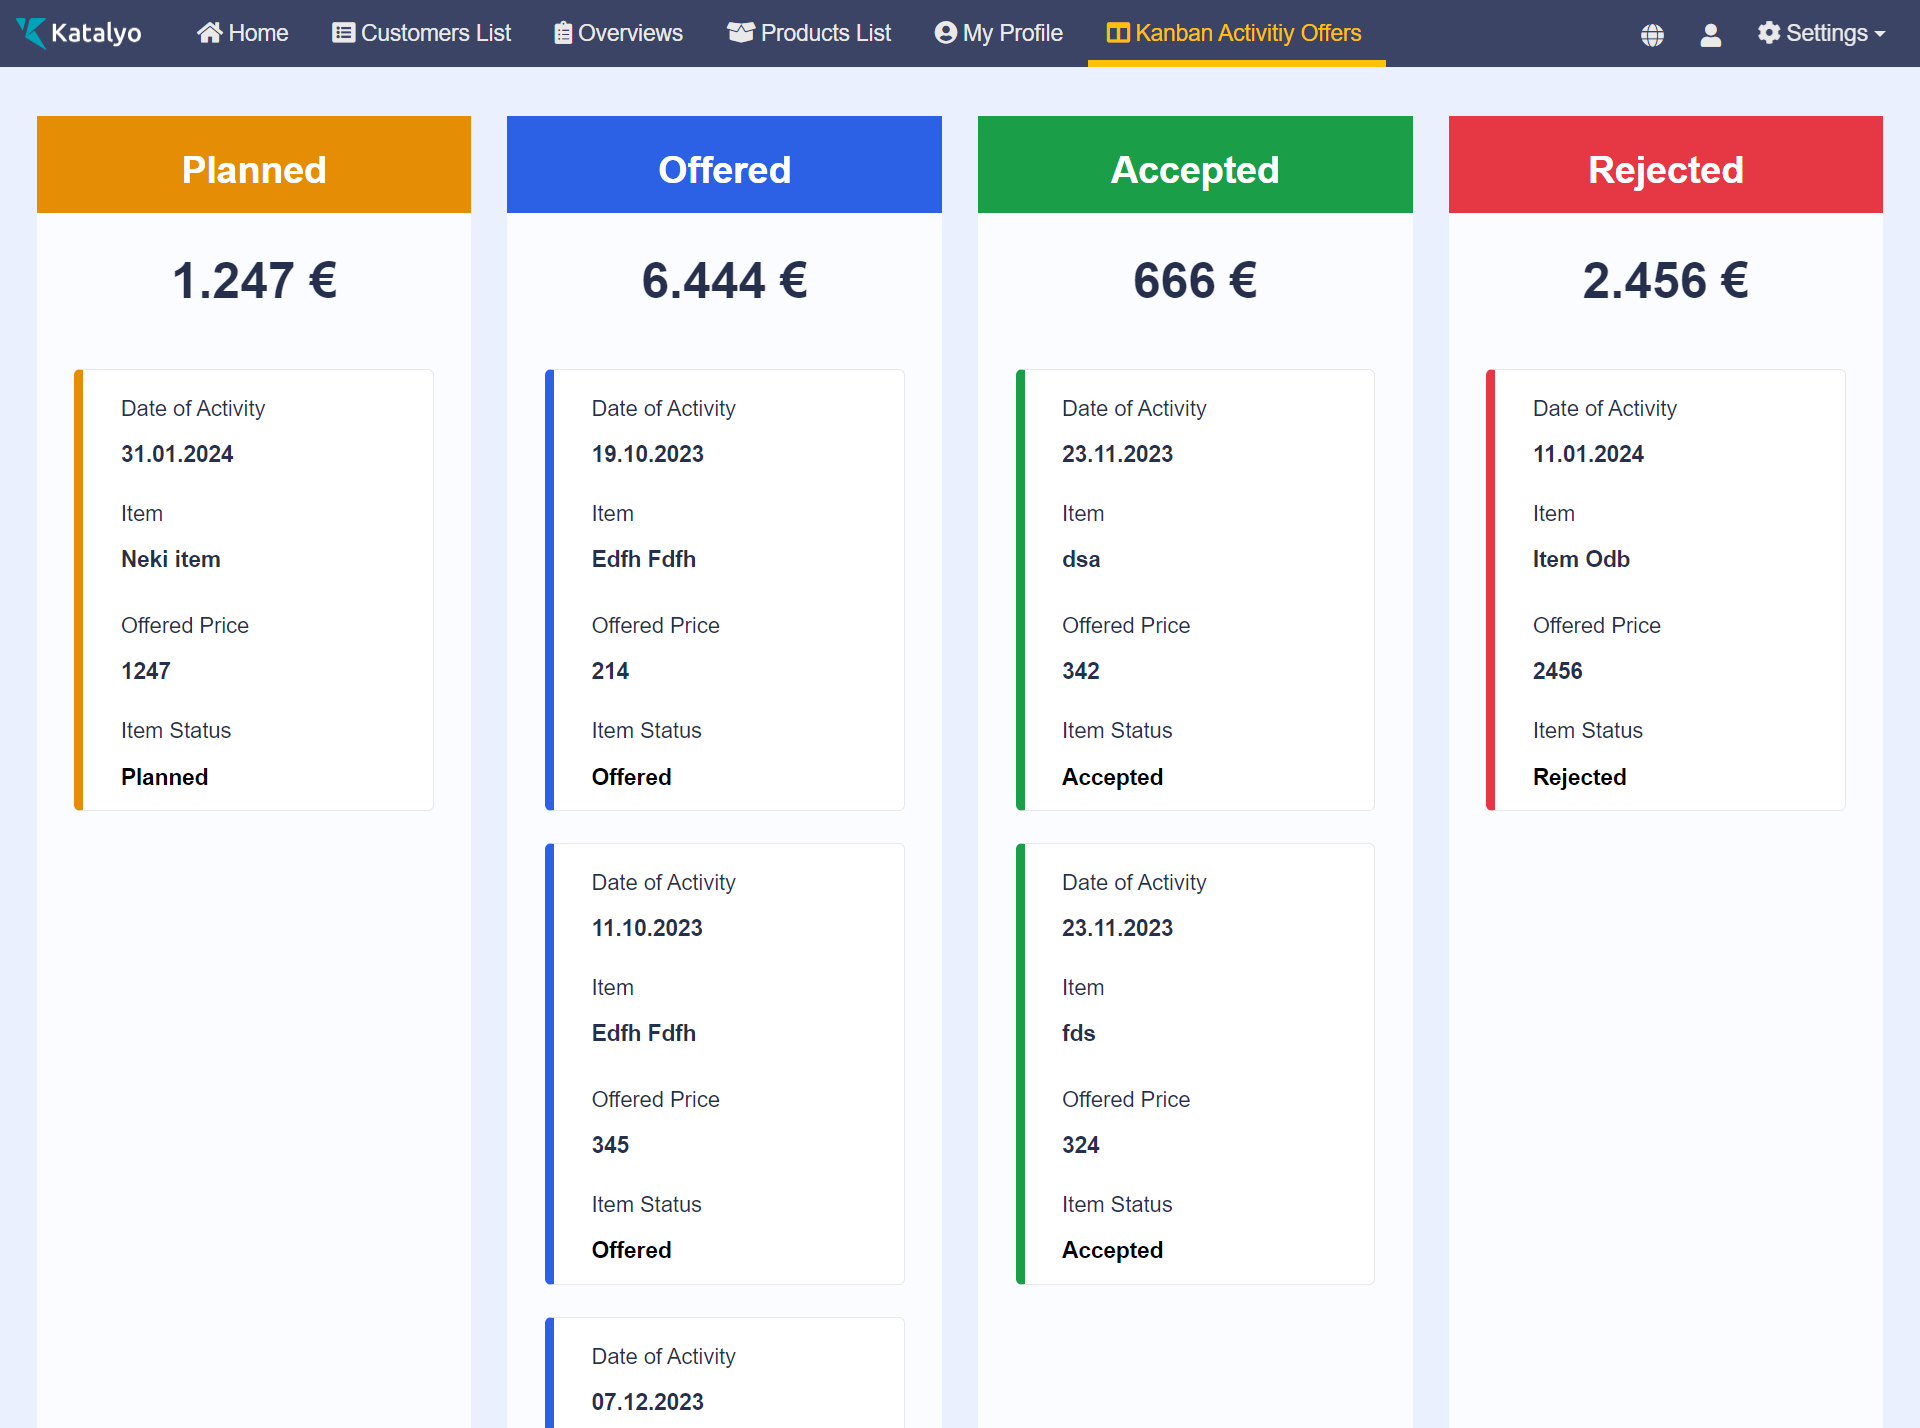 Katalyo
Home
Customers List
Overviews
Products List
My Profile
Kanban Activitiy Offers
Settings
Planned
1.247 €
Date of Activity
31.01.2024
Item
Neki item
Offered Price
1247
Item Status
Planned
Offered
6.444 €
Date of Activity
19.10.2023
Item
Edfh Fdfh
Offered Price
214
Item Status
Offered
Date of Activity
11.10.2023
Item
Edfh Fdfh
Offered Price
345
Item Status
Offered
Date of Activity
07.12.2023
Accepted
666 €
Date of Activity
23.11.2023
Item
dsa
Offered Price
342
Item Status
Accepted
Date of Activity
23.11.2023
Item
fds
Offered Price
324
Item Status
Accepted
Rejected
2.456 €
Date of Activity
11.01.2024
Item
Item Odb
Offered Price
2456
Item Status
Rejected